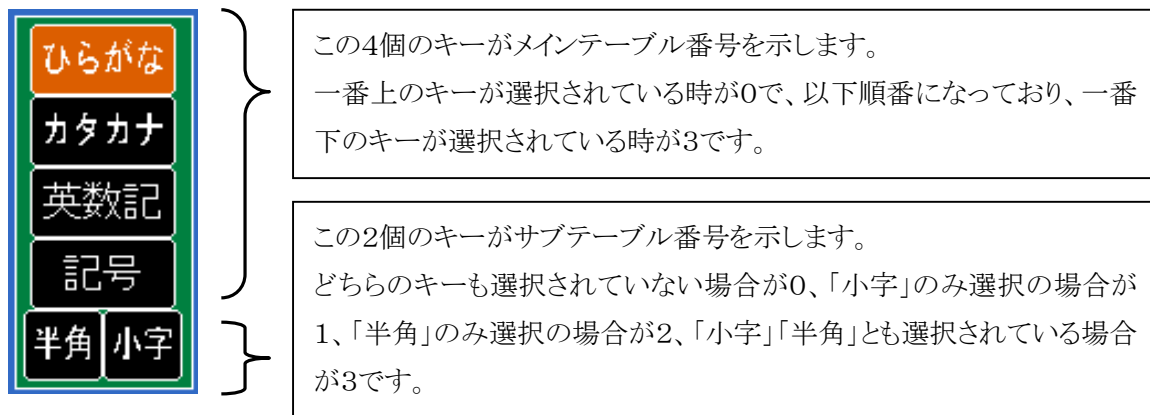 ひらがな
カタカナ
英数記
記号
半角 小字
この4個のキーがメインテーブル番号を示します。
一番上のキーが選択されている時が0で、以下順番になっており、一番
下のキーが選択されている時が3です。
この2個のキーがサブテーブル番号を示します。
どちらのキーも選択されていない場合が0、「小字」のみ選択の場合が
1、「半角」のみ選択の場合が2、「小字」「半角」とも選択されている場合
が3です。